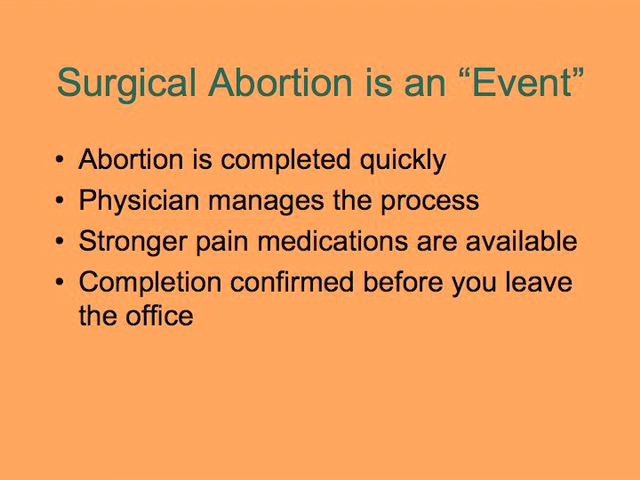 Surgical Abortion is an “Event”
• Abortion is completed quickly
• Physician manages the process
• Stronger pain medications are available
• Completion confirmed before you leave
the office